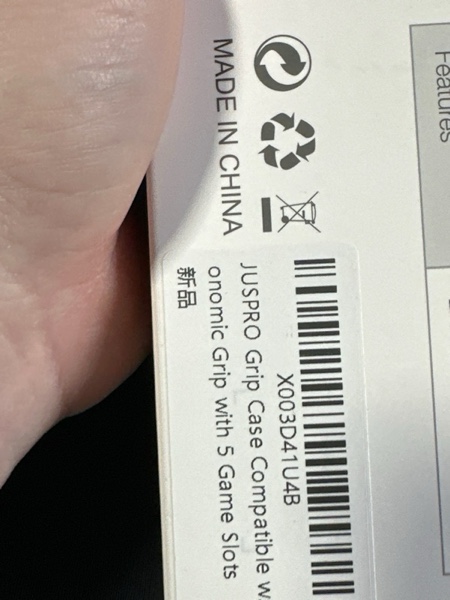 Features
MADE IN CHINA
X003D41U4B
JUSPRO Grip Case Compatible w
onomic Grip with 5 Game Slots
新品